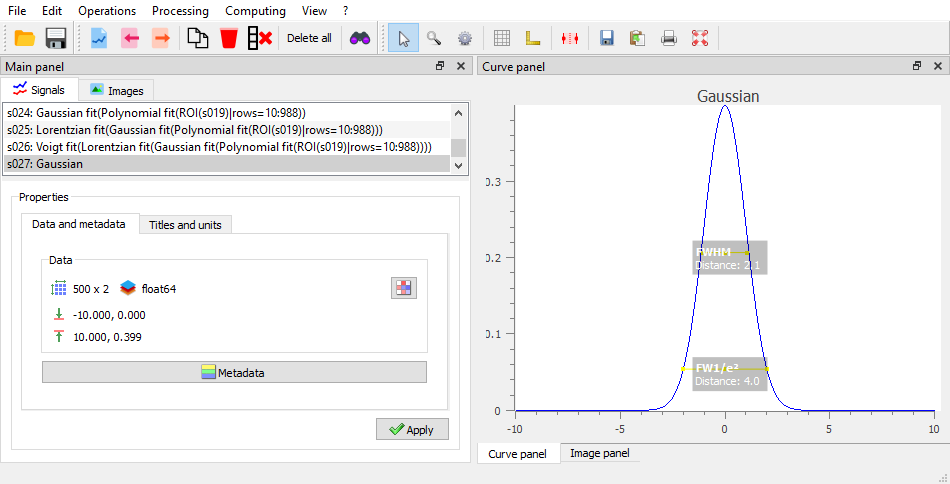 File Edit Operations Processing Computing View ?
Delete all
Main panel
Signals Images
s024: Gaussian fit(Polynomial fit(ROI(s019)|rows=10:988))
s025: Lorentzian fit(Gaussian fit(Polynomial fit(ROI(s019)|rows=10:988)))
s026: Voigt fit(Lorentzian fit(Gaussian fit(Polynomial fit(ROI(s019)|rows=10:988))))
s027: Gaussian
Properties
Data and metadata Titles and units
Data
500 x 2 float64
-10.000, 0.000
10.000, 0.399
Metadata
Apply
Curve panel
Gaussian
0.3
0.2
0.1
0
FWHM
Distance: 2.1
FW1/e²
Distance: 4.0
-10 -5 0 5 10
Curve panel Image panel